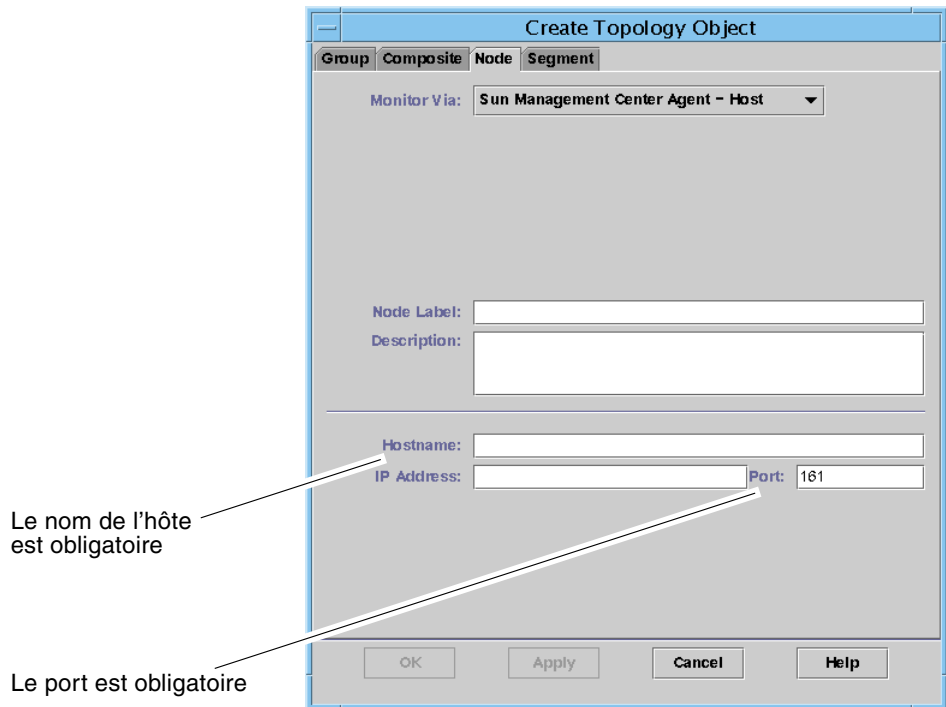 Create Topology Object
Group Composite Node Segment
Monitor Via: Sun Management Center Agent - Host
Node Label:
Description:
Hostname:
IP Address: Port: 161
Le nom de l'hôte
est obligatoire
OK Apply Cancel Help
Le port est obligatoire